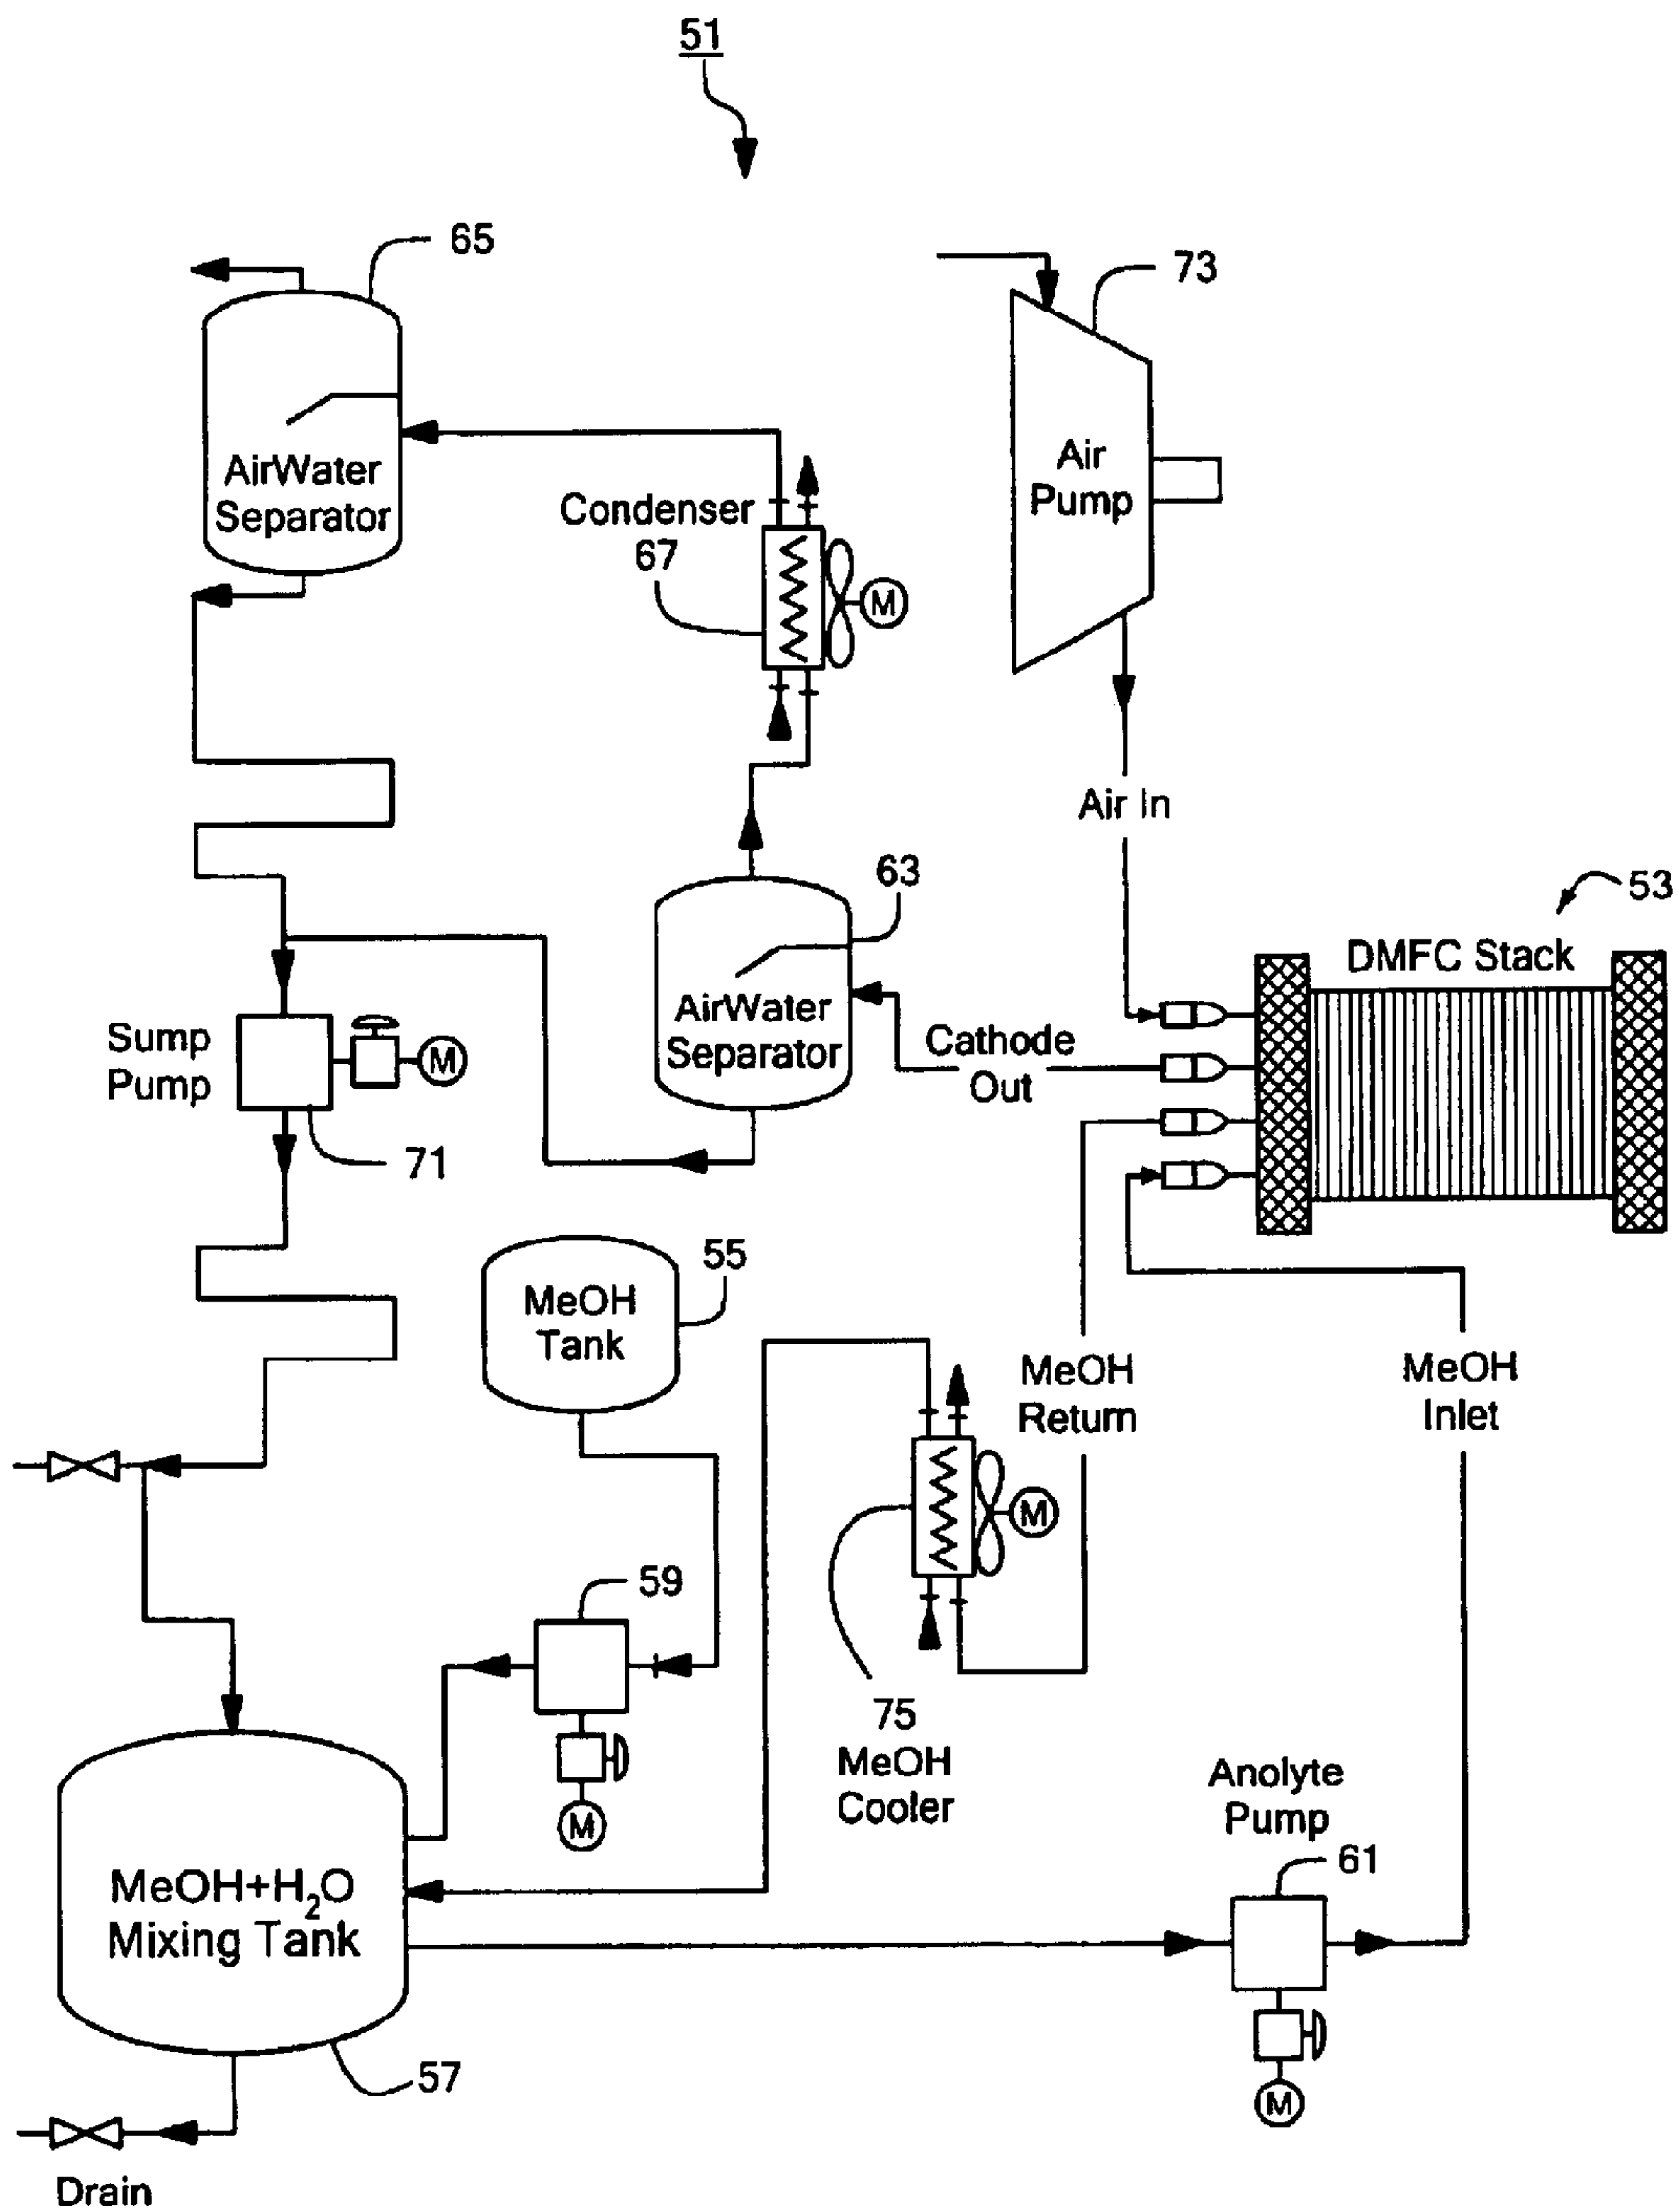 51
65
73
AirWater
Separator
Condenser
67
M
Air
Pump
Air In
63
53
DMFC Stack
AirWater
Separator
Cathode
Out
Sump
Pump
M
71
55
MeOH
Tank
MeOH
Return
MeOH
Inlet
M
59
75
MeOH
Cooler
M
Anolyte
Pump
61
MeOH+H₂O
Mixing Tank
57
M
Drain